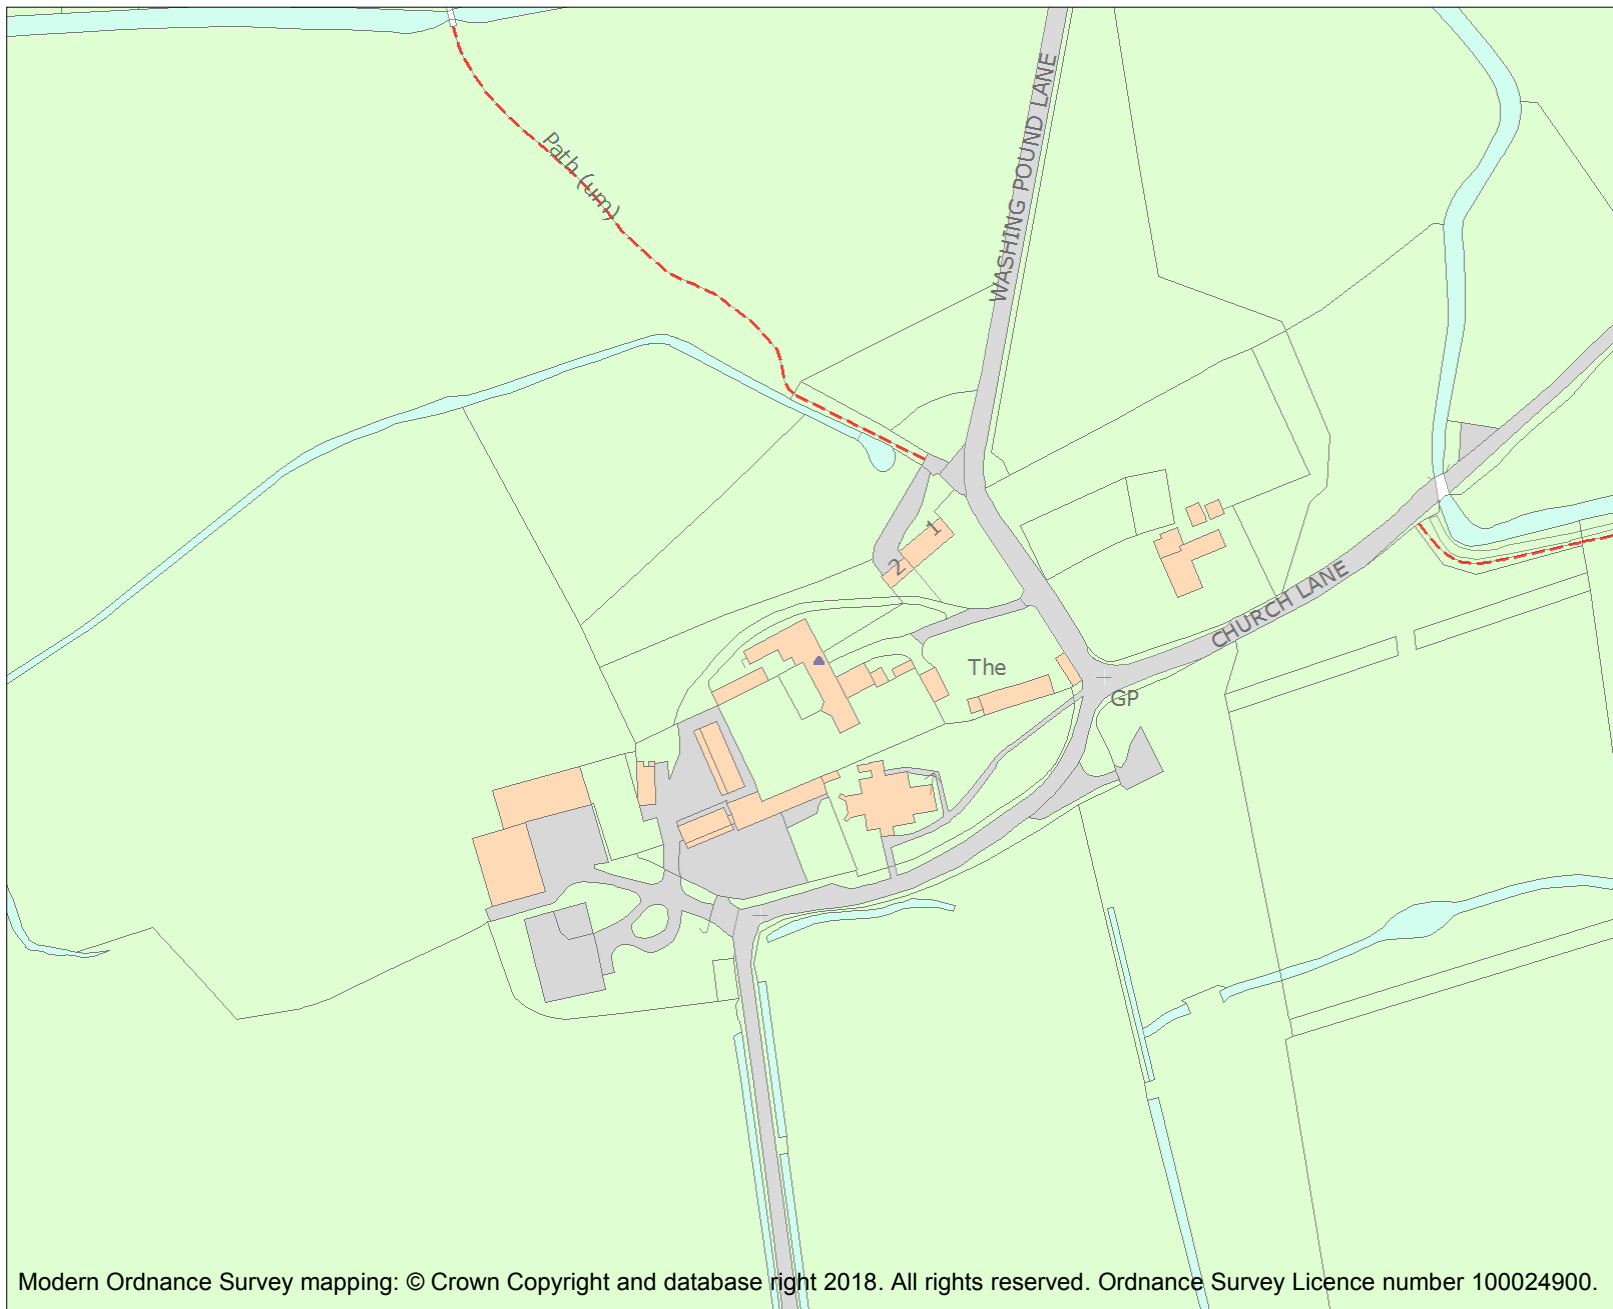 Path (um)
WASHING POUND LANE
1
2
CHURCH LANE
The
GP
Modern Ordnance Survey mapping: © Crown Copyright and database right 2018. All rights reserved. Ordnance Survey Licence number 100024900.